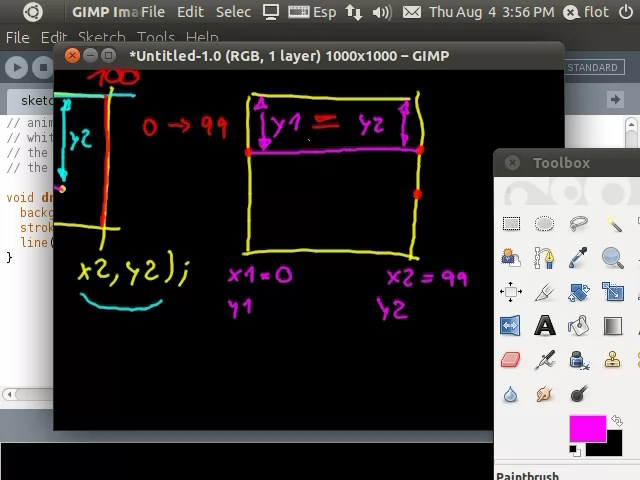 GIMP Ima File Edit Selec Esp Thu Aug 4 3:56 PM flot
File Edit Sketch Tools Help
*Untitled-1.0 (RGB, 1 layer) 1000x1000 – GIMP
STANDARD
sketc
100
// anim
// whit
// the
// the
y2
0 → 99
y1 = y2
Toolbox
void dr
backg
strok
line(
}
x2, y2);
x1 = 0 x2 = 99
y1 y2
Paintbrush